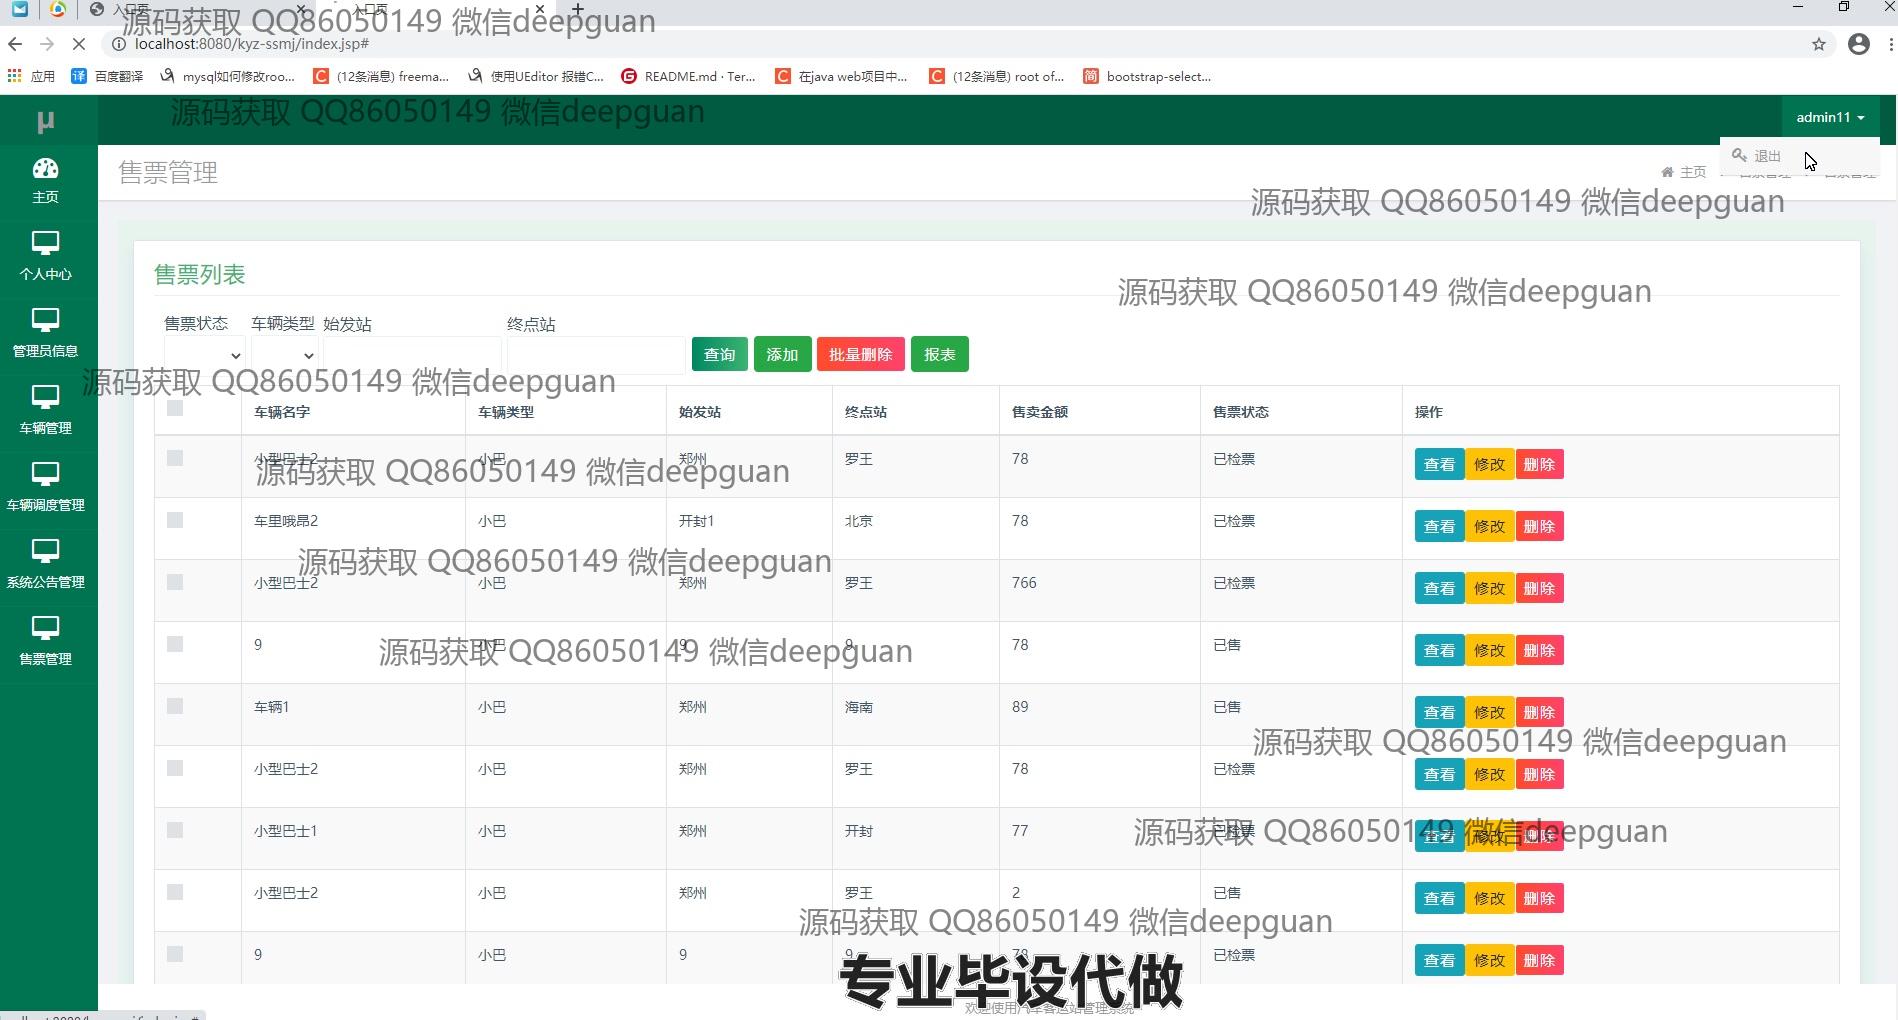 入口页
入口页
源码获取 QQ86050149 微信deepguan
localhost:8080/kyz-ssmj/index.jsp#
应用
百度翻译
mysql如何修改roo...
(12条消息) freema...
使用UEditor 报错C...
README.md · Ter...
在java web项目中...
(12条消息) root of...
bootstrap-select...
源码获取 QQ86050149 微信deepguan
μ
admin11
退出
主页
个人中心
管理员信息
车辆管理
车辆调度管理
系统公告管理
售票管理
售票管理
主页
源码获取 QQ86050149 微信deepguan
售票列表
源码获取 QQ86050149 微信deepguan
售票状态 车辆类型 始发站 终点站
查询 添加 批量删除 报表
源码获取 QQ86050149 微信deepguan
车辆名字 车辆类型 始发站 终点站 售卖金额 售票状态 操作
小型巴士2 小巴 郑州 罗王 78 已检票 查看 修改 删除
源码获取 QQ86050149 微信deepguan
车里哦昂2 小巴 开封1 北京 78 已检票 查看 修改 删除
源码获取 QQ86050149 微信deepguan
小型巴士2 小巴 郑州 罗王 766 已检票 查看 修改 删除
9 小巴 9 9 78 已售 查看 修改 删除
源码获取 QQ86050149 微信deepguan
车辆1 小巴 郑州 海南 89 已售 查看 修改 删除
源码获取 QQ86050149 微信deepguan
小型巴士2 小巴 郑州 罗王 78 已检票 查看 修改 删除
小型巴士1 小巴 郑州 开封 77 已检票 查看 修改 删除
源码获取 QQ86050149 微信deepguan
小型巴士2 小巴 郑州 罗王 2 已售 查看 修改 删除
源码获取 QQ86050149 微信deepguan
9 小巴 9 9 78 已检票 查看 修改 删除
专业毕设代做
欢迎使用汽车客运站管理系统